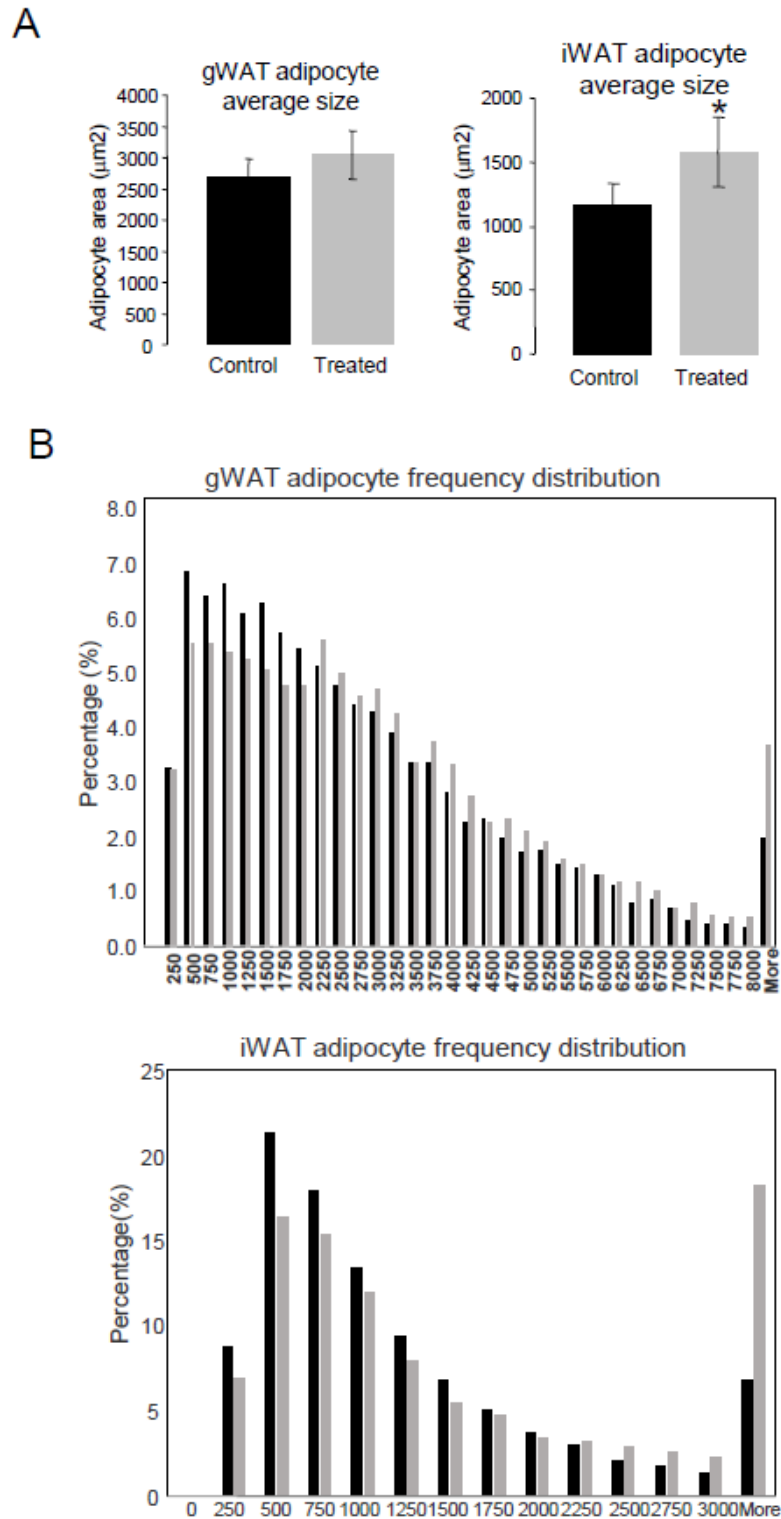 A
gWAT adipocyte
average size
Adipocyte area (µm2)
4000
3500
3000
2500
2000
1500
1000
500
0
Control Treated
iWAT adipocyte
average size
*
Adipocyte area (µm2)
2000
1500
1000
500
0
Control Treated
B
gWAT adipocyte frequency distribution
Percentage (%)
8.0
7.0
6.0
5.0
4.0
3.0
2.0
1.0
0.0
250 500 750 1000 1250 1500 1750 2000 2250 2500 2750 3000 3250 3500 3750 4000 4250 4500 4750 5000 5250 5500 5750 6000 6250 6500 6750 7000 7250 7500 7750 8000 More
iWAT adipocyte frequency distribution
Percentage(%)
25
20
15
10
5
0
0 250 500 750 1000 1250 1500 1750 2000 2250 2500 2750 3000 More